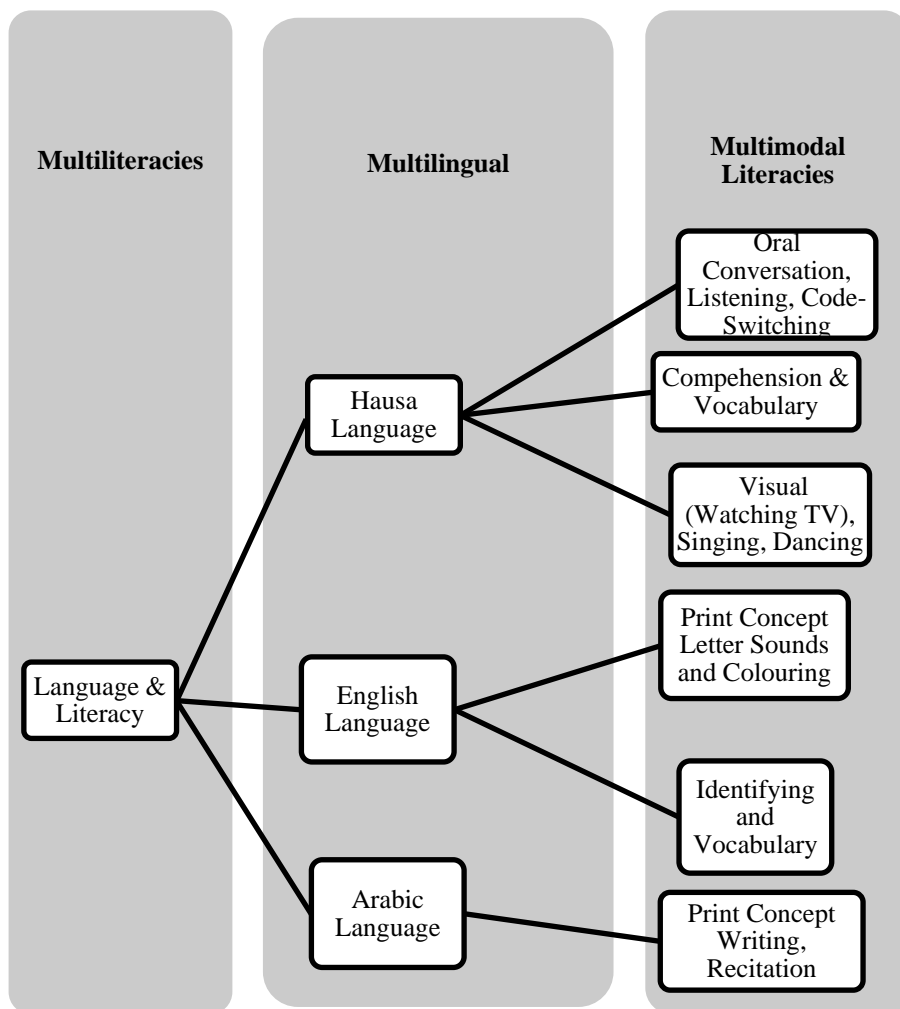 Multiliteracies
Multilingual
Multimodal
Literacies
Oral
Conversation,
Listening, Code-
Switching
Compehension &
Vocabulary
Hausa
Language
Visual
(Watching TV),
Singing, Dancing
Print Concept
Letter Sounds
and Colouring
Language &
Literacy
English
Language
Identifying
and
Vocabulary
Arabic
Language
Print Concept
Writing,
Recitation